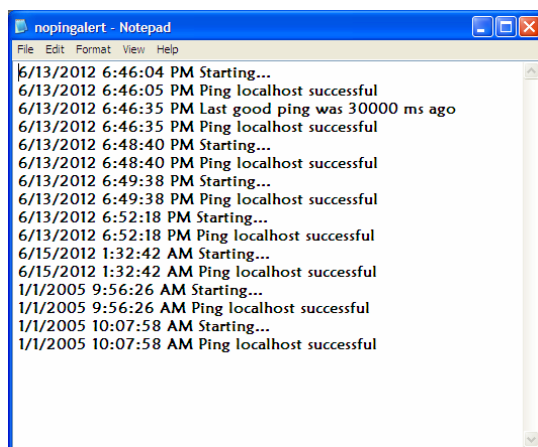 nopingalert - Notepad
File Edit Format View Help
6/13/2012 6:46:04 PM Starting...
6/13/2012 6:46:05 PM Ping localhost successful
6/13/2012 6:46:35 PM Last good ping was 30000 ms ago
6/13/2012 6:46:35 PM Ping localhost successful
6/13/2012 6:48:40 PM Starting...
6/13/2012 6:48:40 PM Ping localhost successful
6/13/2012 6:49:38 PM Starting...
6/13/2012 6:49:38 PM Ping localhost successful
6/13/2012 6:52:18 PM Starting...
6/13/2012 6:52:18 PM Ping localhost successful
6/15/2012 1:32:42 AM Starting...
6/15/2012 1:32:42 AM Ping localhost successful
1/1/2005 9:56:26 AM Starting...
1/1/2005 9:56:26 AM Ping localhost successful
1/1/2005 10:07:58 AM Starting...
1/1/2005 10:07:58 AM Ping localhost successful